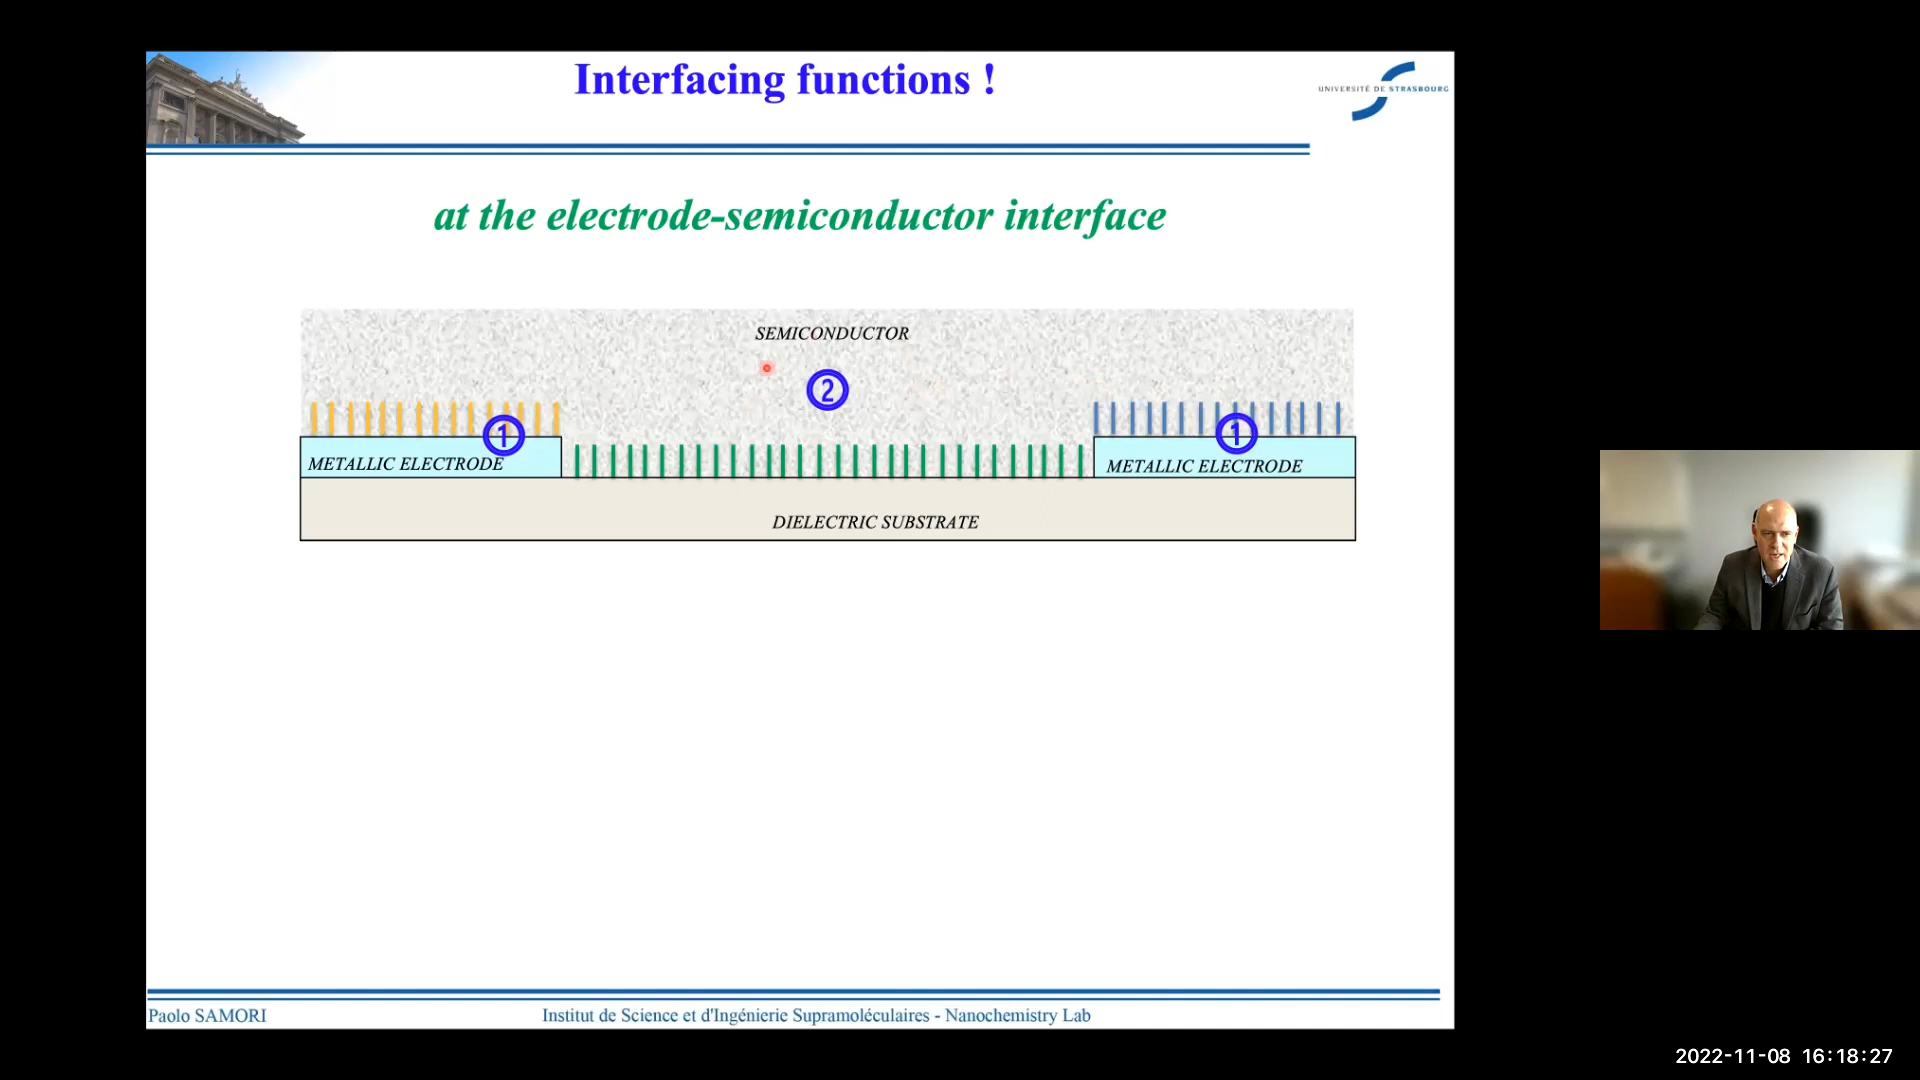 Interfacing functions !
UNIVERSITÉ DE STRASBOURG
at the electrode-semiconductor interface
SEMICONDUCTOR
2
1
1
METALLIC ELECTRODE
METALLIC ELECTRODE
DIELECTRIC SUBSTRATE
Paolo SAMORI
Institut de Science et d'Ingénierie Supramoléculaires - Nanochemistry Lab
2022-11-08 16:18:27